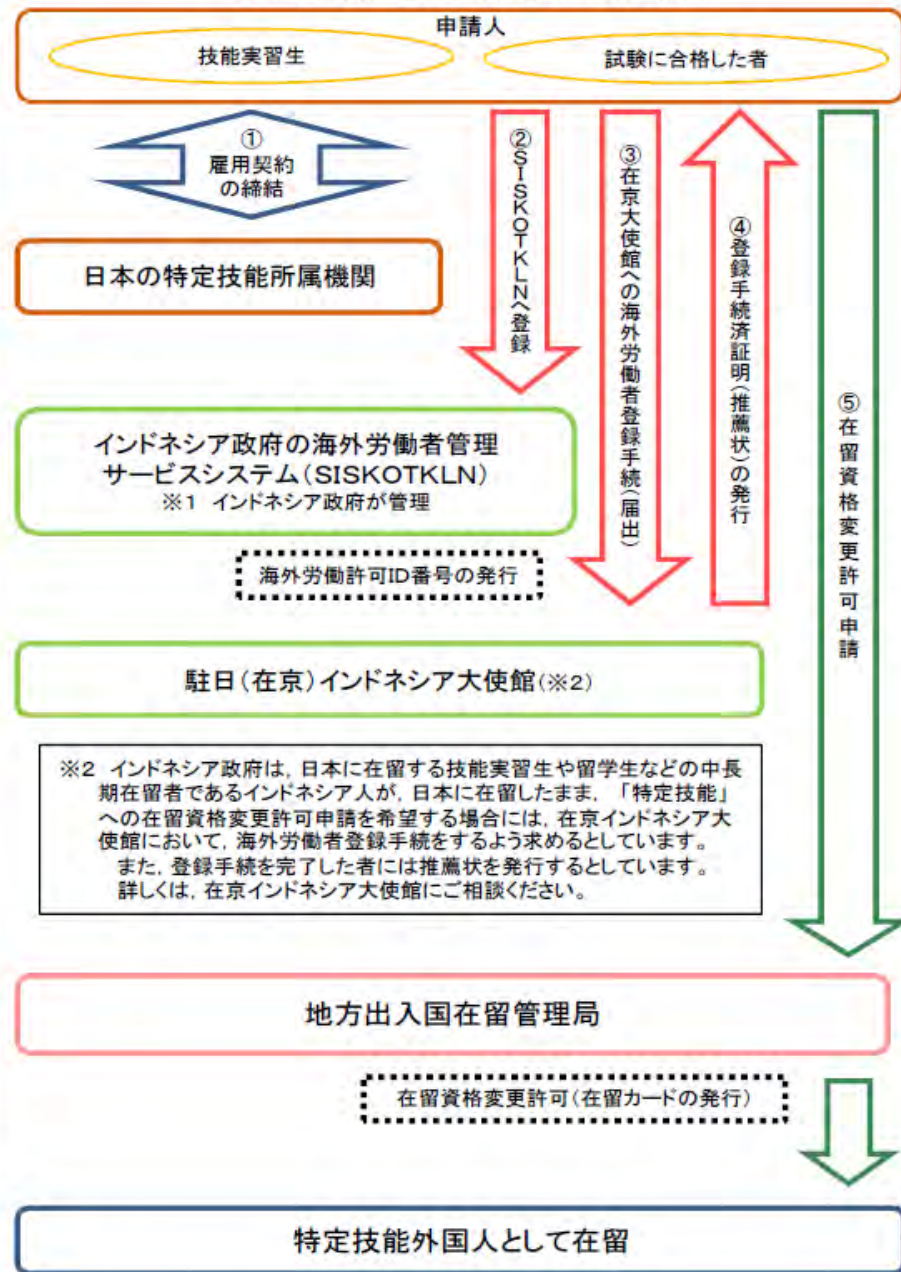 申請人
技能実習生
試験に合格した者
①
雇用契約
の締結
②SISKOTKLNへ登録
③在京大使館への海外労働者登録手続(届出)
④登録手続済証明(推薦状)の発行
⑤在留資格変更許可申請
日本の特定技能所属機関
インドネシア政府の海外労働者管理
サービスシステム(SISKOTKLN)
※1 インドネシア政府が管理
海外労働許可ID番号の発行
駐日(在京)インドネシア大使館(※2)
※2 インドネシア政府は,日本に在留する技能実習生や留学生などの中長
期在留者であるインドネシア人が,日本に在留したまま,「特定技能」
への在留資格変更許可申請を希望する場合には,在京インドネシア大
使館において,海外労働者登録手続をするよう求めるとしています。
また,登録手続を完了した者には推薦状を発行するとしています。
詳しくは,在京インドネシア大使館にご相談ください。
地方出入国在留管理局
在留資格変更許可(在留カードの発行)
特定技能外国人として在留